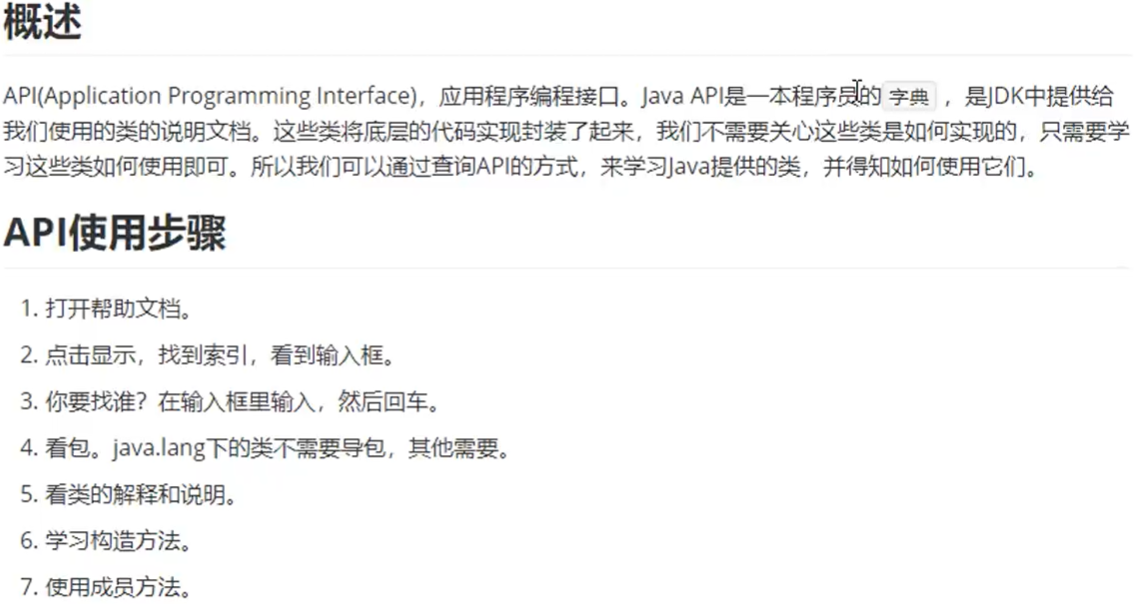 概述
API(Application Programming Interface)，应用程序编程接口。Java API是一本程序员的 字典 ，是JDK中提供给
我们使用的类的说明文档。这些类将底层的代码实现封装了起来，我们不需要关心这些类是如何实现的，只需要学
习这些类如何使用即可。所以我们可以通过查询API的方式，来学习Java提供的类，并得知如何使用它们。
API使用步骤
1. 打开帮助文档。
2. 点击显示，找到索引，看到输入框。
3. 你要找谁？在输入框里输入，然后回车。
4. 看包。java.lang下的类不需要导包，其他需要。
5. 看类的解释和说明。
6. 学习构造方法。
7. 使用成员方法。